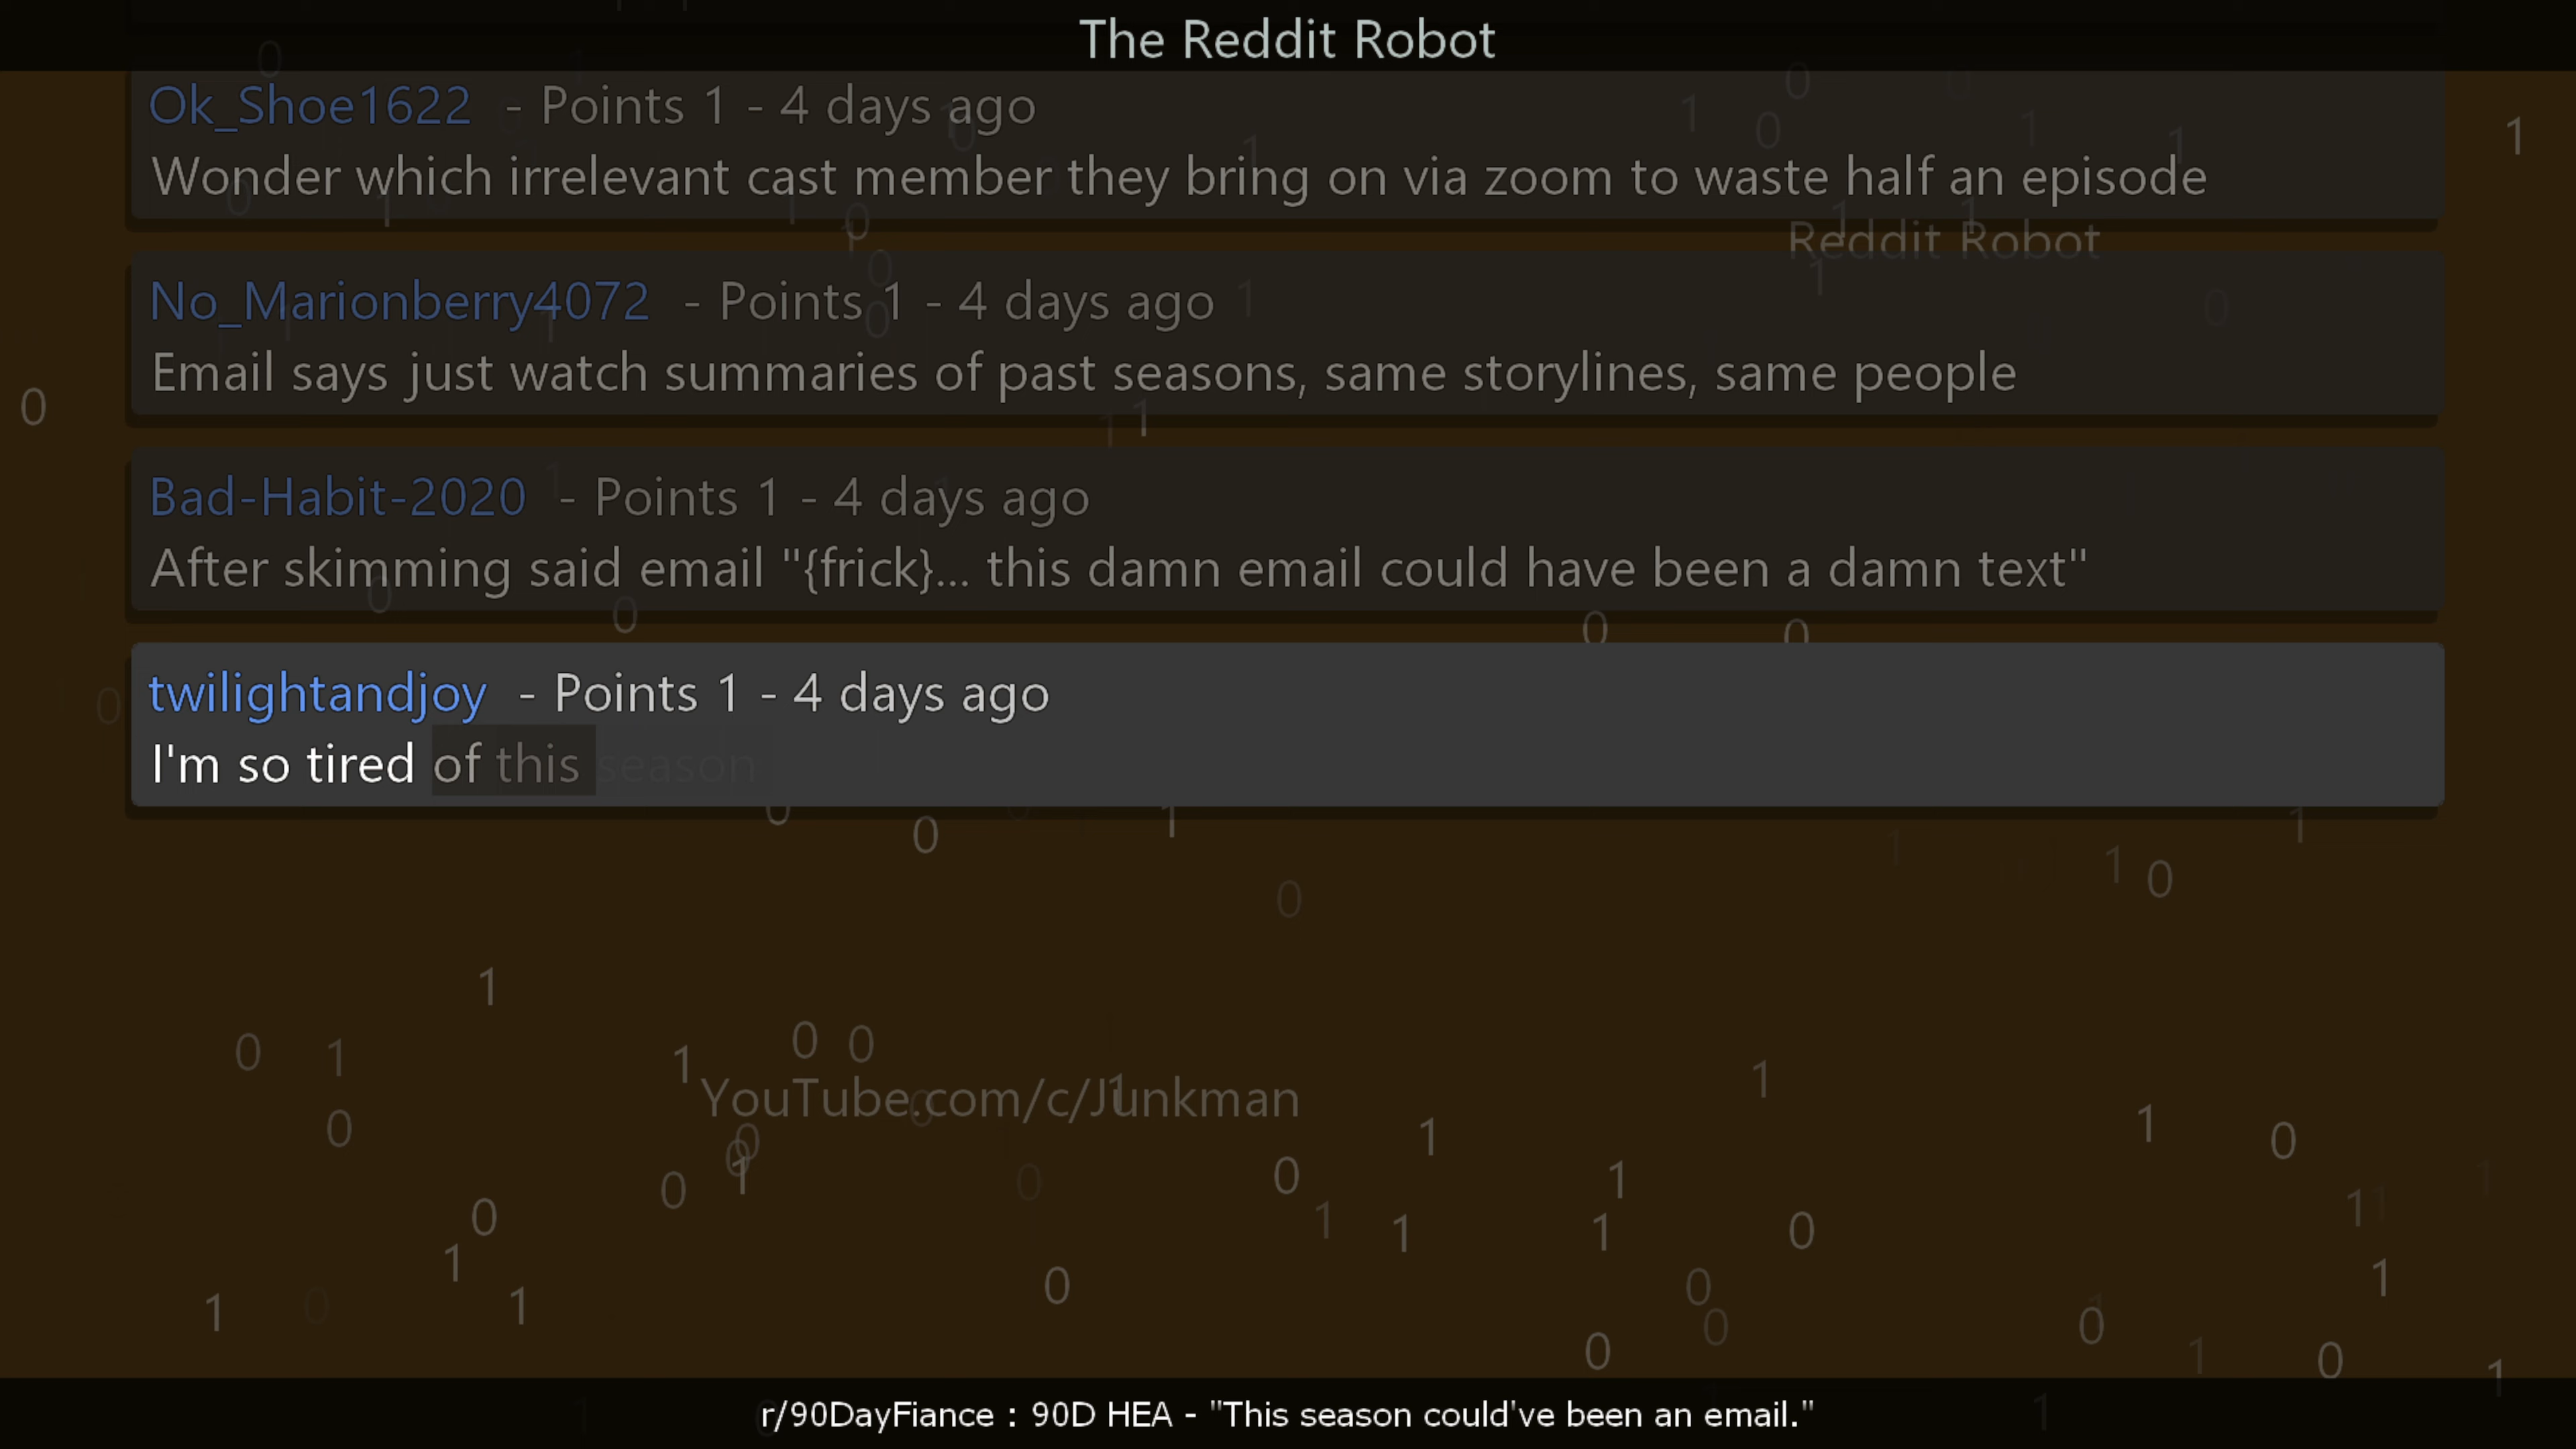 The Reddit Robot
Ok_Shoe1622 - Points 1 - 4 days ago
Wonder which irrelevant cast member they bring on via zoom to waste half an episode
Reddit Robot
No_Marionberry4072 - Points 1 - 4 days ago
Email says just watch summaries of past seasons, same storylines, same people
Bad-Habit-2020 - Points 1 - 4 days ago
After skimming said email "{frick}... this damn email could have been a damn text"
twilightandjoy - Points 1 - 4 days ago
I'm so tired of this season
YouTube.com/c/Junkman
r/90DayFiance : 90D HEA - "This season could've been an email."